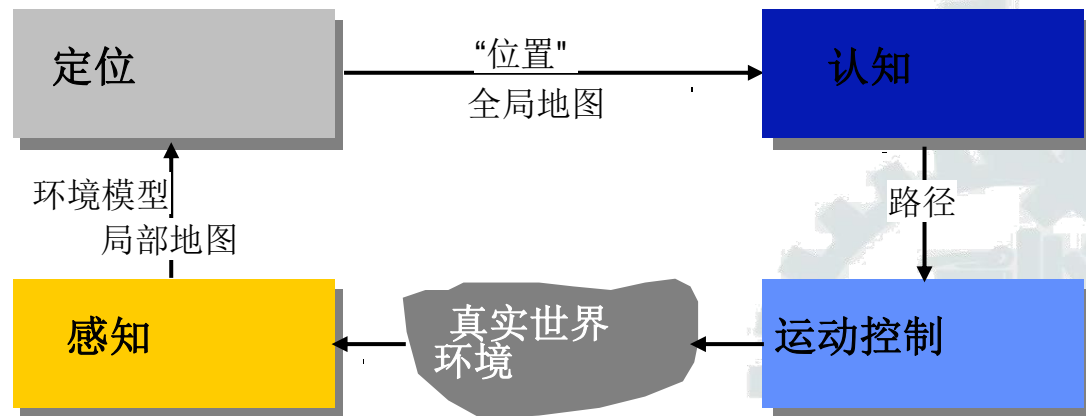 定位
“位置"
全局地图
认知
环境模型
局部地图
路径
感知
真实世界
环境
运动控制